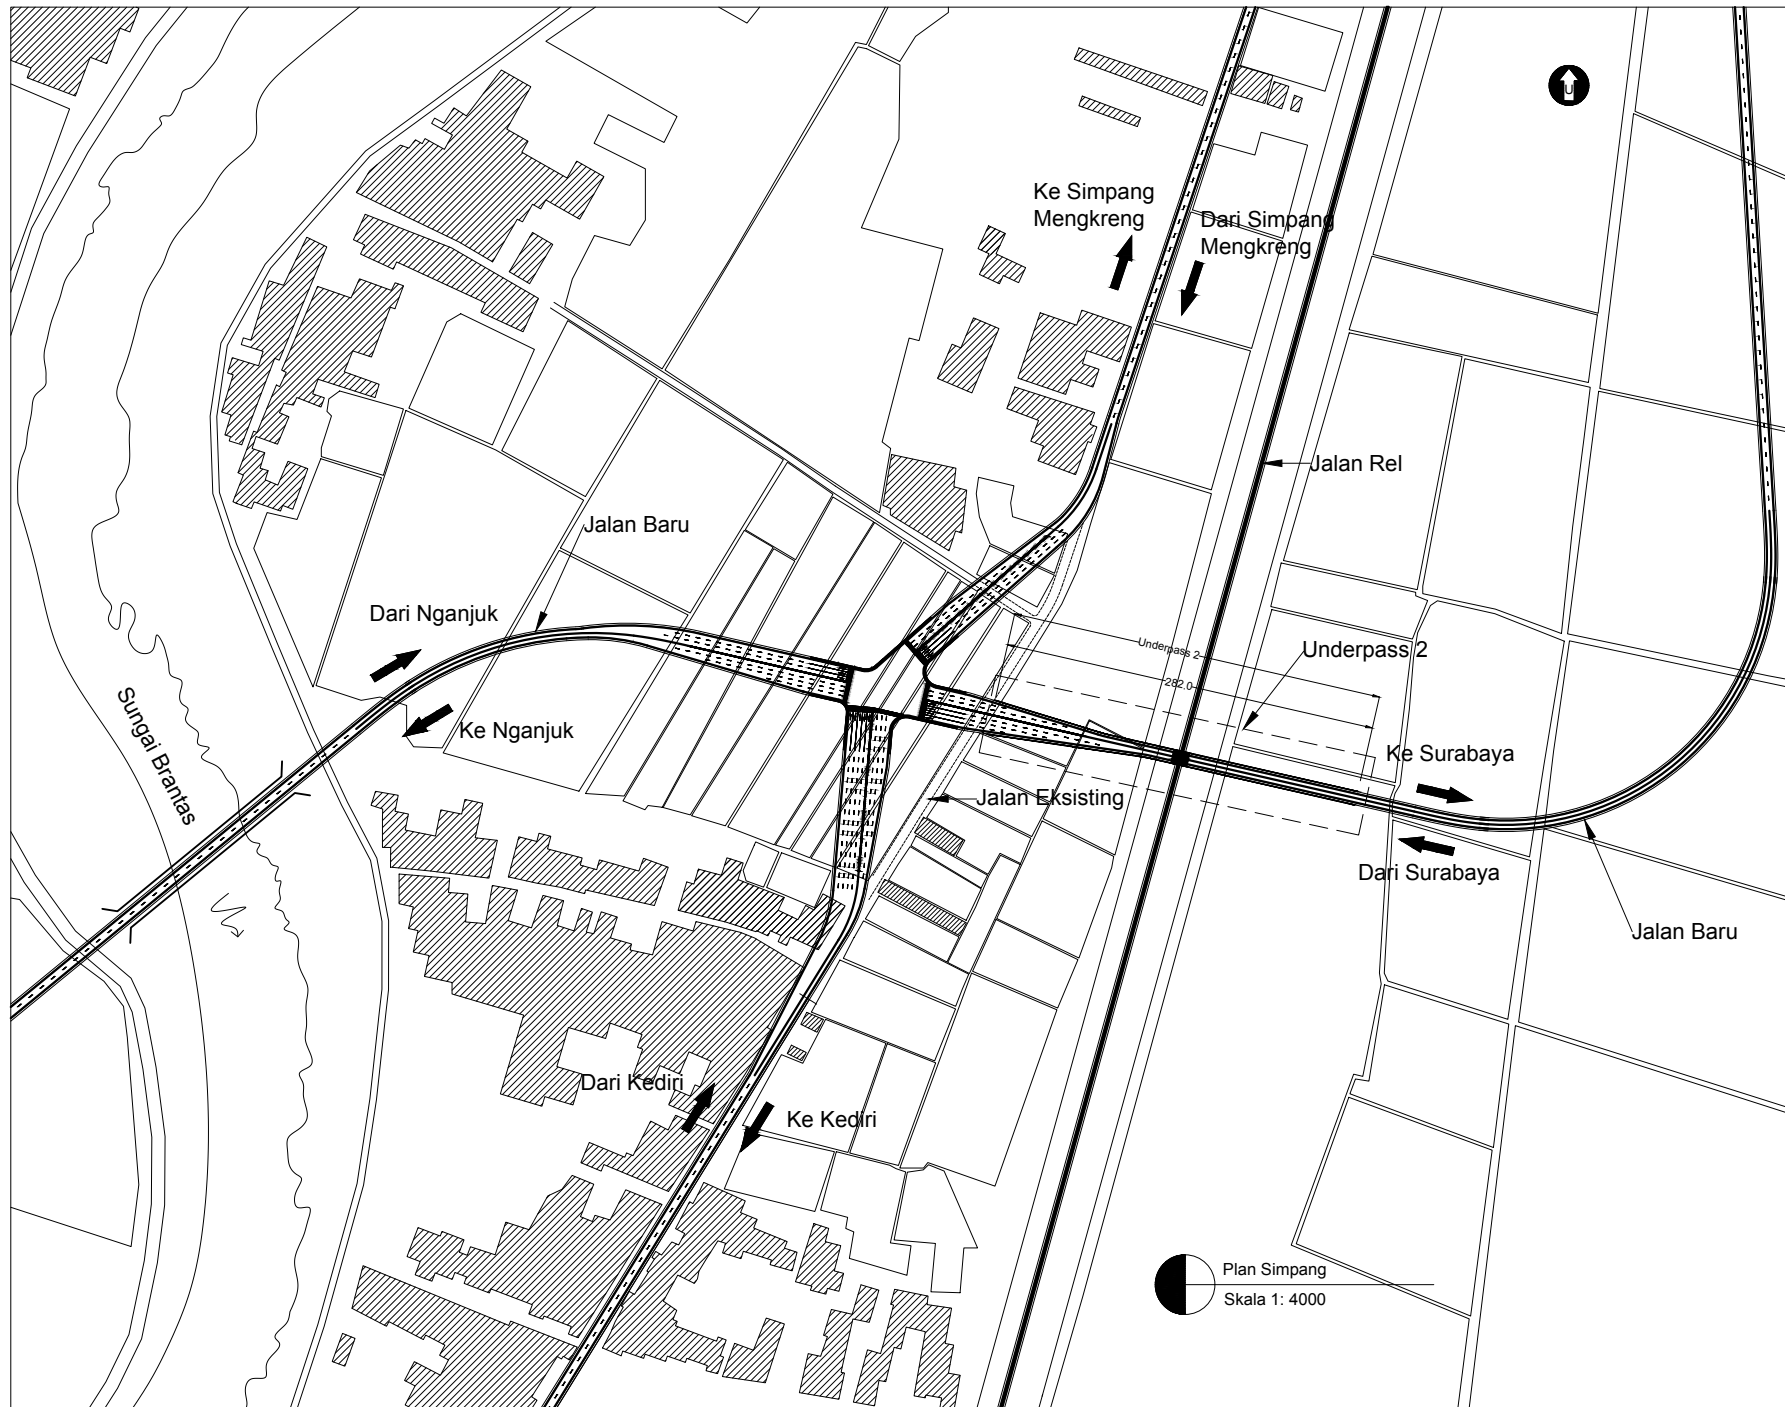 U
Ke Simpang
Mengkreng
Dari Simpang
Mengkreng
Jalan Rel
Jalan Baru
Dari Nganjuk
Underpass 2
Underpass 2
282.0
Sungai Brantas
Ke Nganjuk
Ke Surabaya
Jalan Eksisting
Dari Surabaya
Jalan Baru
Dari Kediri
Ke Kediri
Plan Simpang
Skala 1: 4000